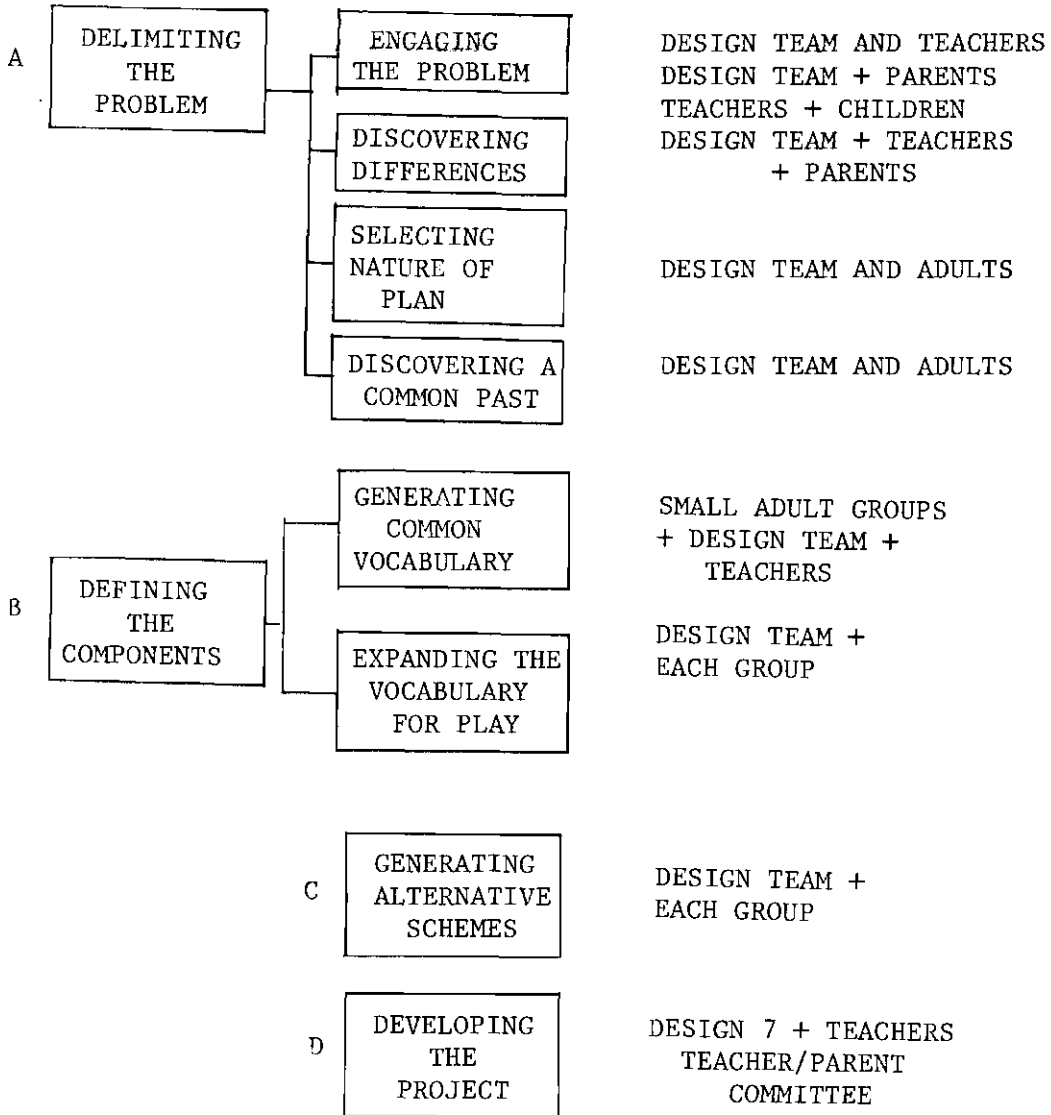 A
DELIMITING
THE
PROBLEM
ENGAGING
THE PROBLEM
DESIGN TEAM AND TEACHERS
DESIGN TEAM + PARENTS
TEACHERS + CHILDREN
DISCOVERING
DIFFERENCES
DESIGN TEAM + TEACHERS
+ PARENTS
SELECTING
NATURE OF
PLAN
DESIGN TEAM AND ADULTS
DISCOVERING A
COMMON PAST
DESIGN TEAM AND ADULTS
B
DEFINING
THE
COMPONENTS
GENERATING
COMMON
VOCABULARY
SMALL ADULT GROUPS
+ DESIGN TEAM +
TEACHERS
EXPANDING THE
VOCABULARY
FOR PLAY
DESIGN TEAM +
EACH GROUP
C
GENERATING
ALTERNATIVE
SCHEMES
DESIGN TEAM +
EACH GROUP
D
DEVELOPING
THE
PROJECT
DESIGN 7 + TEACHERS
TEACHER/PARENT
COMMITTEE